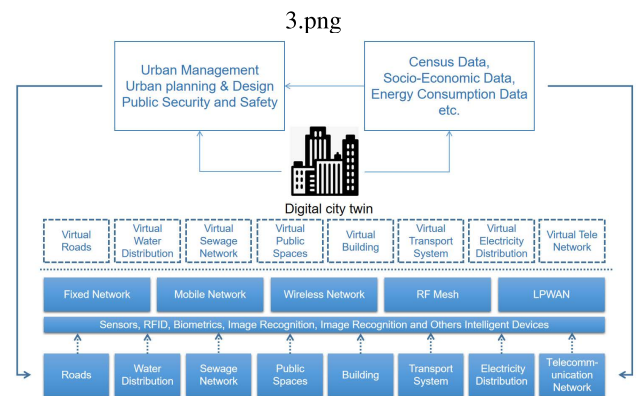 3.png
Urban Management
Urban planning & Design
Public Security and Safety
Census Data,
Socio-Economic Data,
Energy Consumption Data
etc.
Digital city twin
Virtual
Roads
Virtual
Water
Distribution
Virtual
Sewage
Network
Virtual
Public
Spaces
Virtual
Building
Virtual
Transport
System
Virtual
Electricity
Distribution
Virtual Tele
Network
Fixed Network
Mobile Network
Wireless Network
RF Mesh
LPWAN
Sensors, RFID, Biometrics, Image Recognition, Image Recognition and Others Intelligent Devices
Roads
Water
Distribution
Sewage
Network
Public
Spaces
Building
Transport
System
Electricity
Distribution
Telecomm-
unication
Network